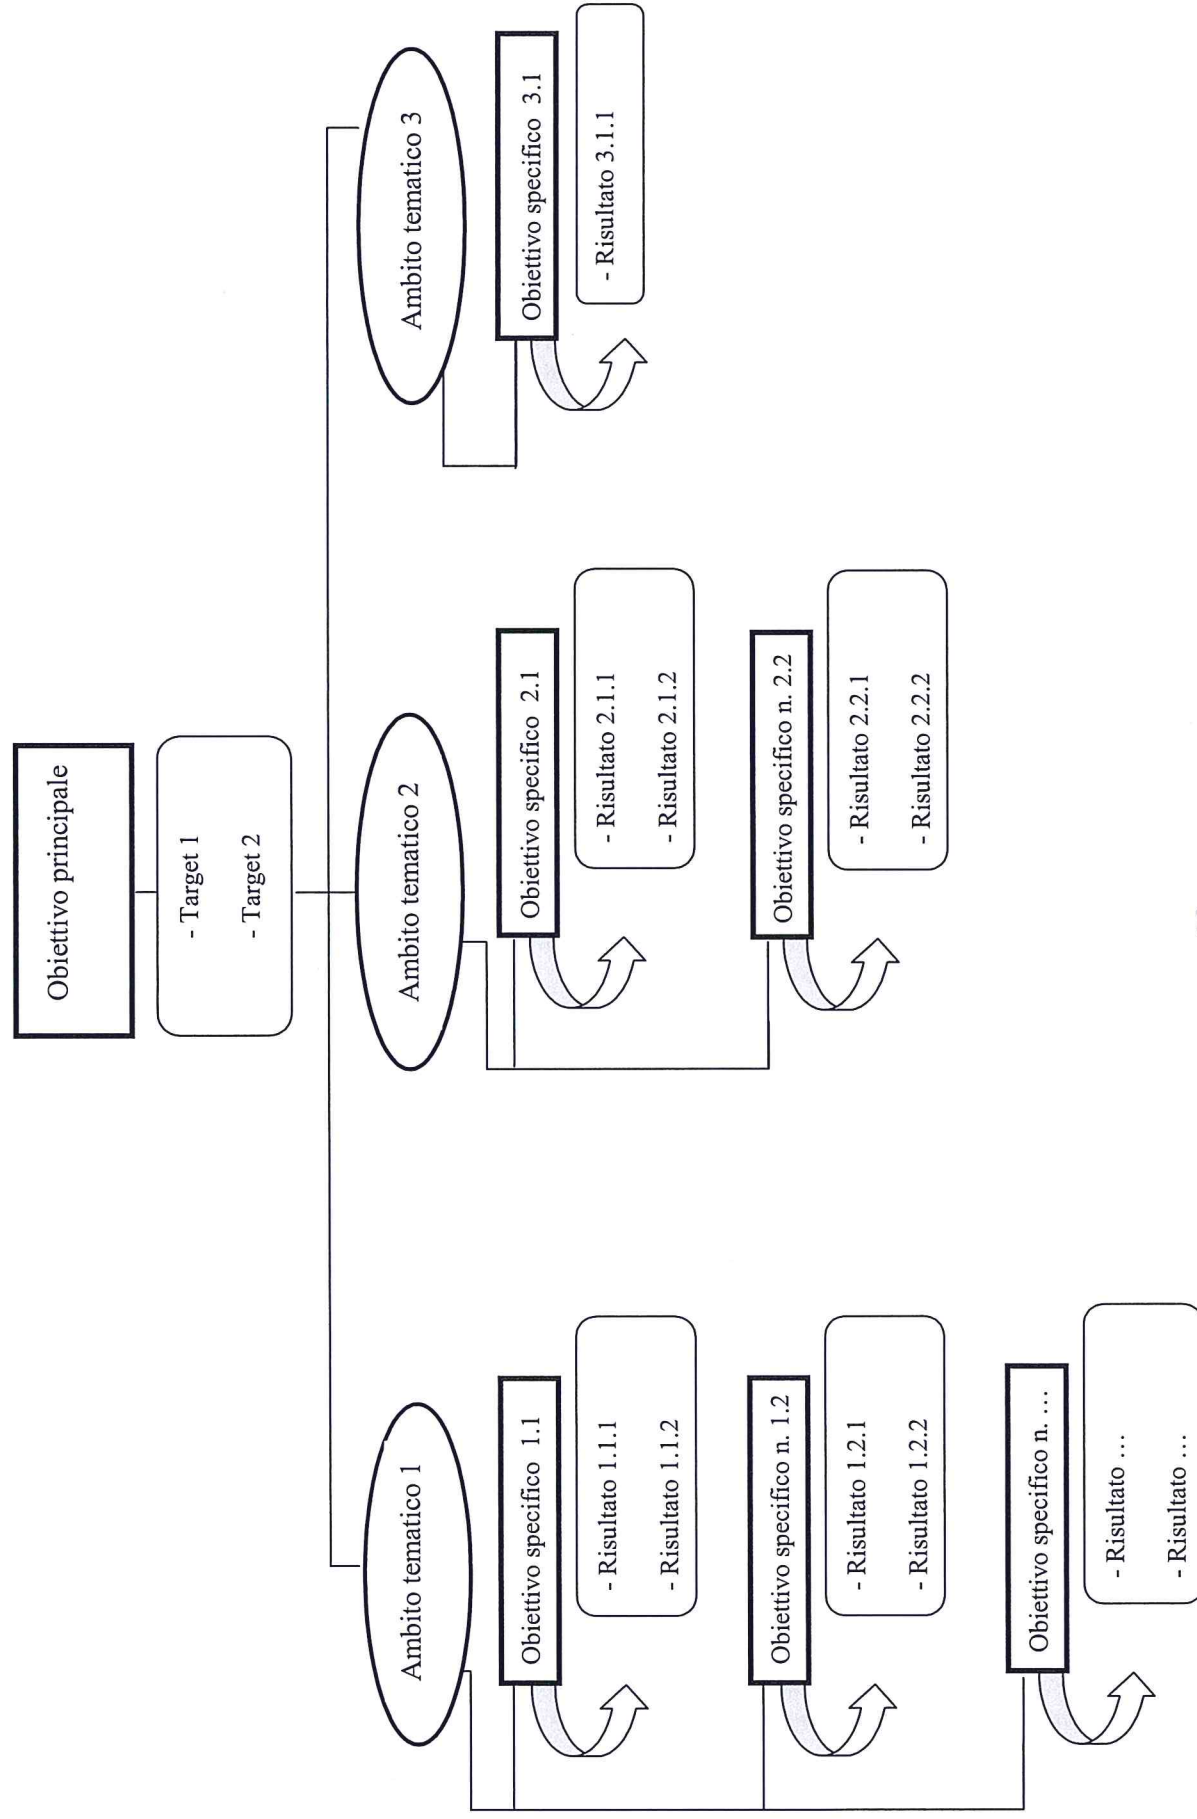 Obiettivo principale
- Target 1
- Target 2
Ambito tematico 1
Obiettivo specifico 1.1
- Risultato 1.1.1
- Risultato 1.1.2
Obiettivo specifico n. 1.2
- Risultato 1.2.1
- Risultato 1.2.2
Obiettivo specifico n. …
- Risultato …
- Risultato …
Ambito tematico 2
Obiettivo specifico 2.1
- Risultato 2.1.1
- Risultato 2.1.2
Obiettivo specifico n. 2.2
- Risultato 2.2.1
- Risultato 2.2.2
Ambito tematico 3
Obiettivo specifico 3.1
- Risultato 3.1.1